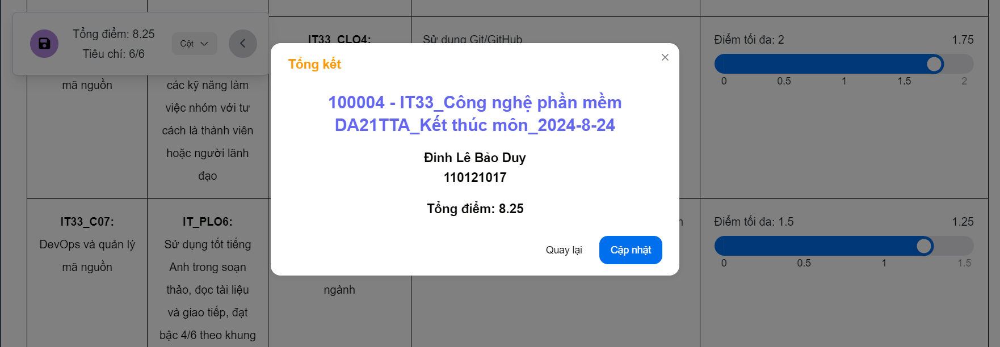 Tổng điểm: 8.25
Tiêu chí: 6/6
Cột
mã nguồn
các kỹ năng làm
việc nhóm với tư
cách là thành viên
hoặc người lãnh
đạo
IT33_CLO4:
Sử dụng Git/GitHub
Điểm tối đa: 2
1.75
0
0.5
1
1.5
2
Tổng kết
100004 - IT33_Công nghệ phần mềm
DA21TTA_Kết thúc môn_2024-8-24
Đinh Lê Bảo Duy
110121017
Tổng điểm: 8.25
Quay lại
Cập nhật
IT33_C07:
DevOps và quản lý
mã nguồn
IT_PLO6:
Sử dụng tốt tiếng
Anh trong soạn
thảo, đọc tài liệu
và giao tiếp, đạt
bậc 4/6 theo khung
ngành
Điểm tối đa: 1.5
1.25
0
0.5
1
1.5